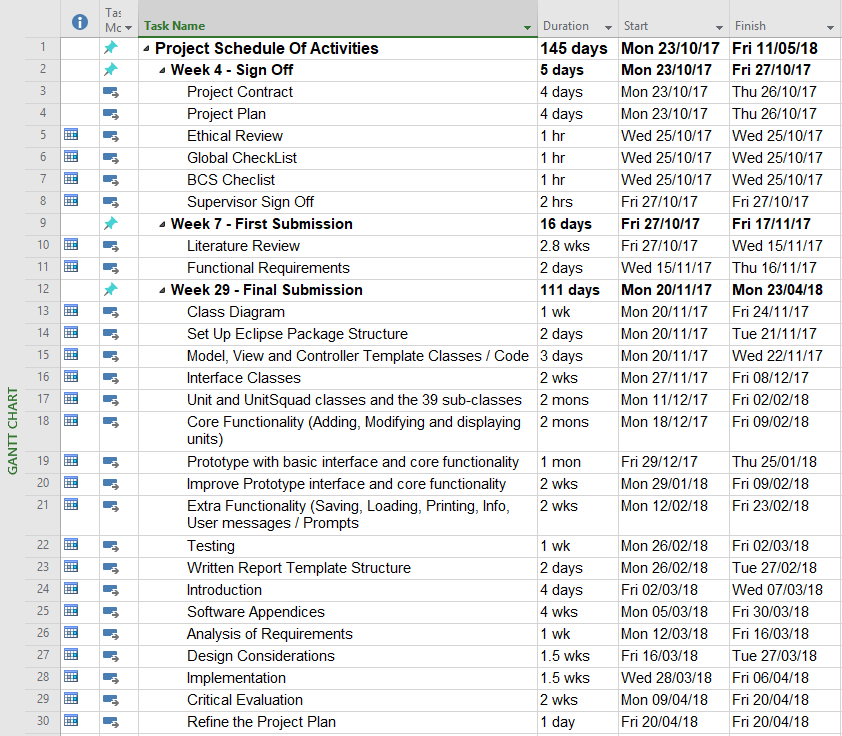 Tas
Mc Task Name Duration Start Finish
1 Project Schedule Of Activities 145 days Mon 23/10/17 Fri 11/05/18
2 Week 4 - Sign Off 5 days Mon 23/10/17 Fri 27/10/17
3 Project Contract 4 days Mon 23/10/17 Thu 26/10/17
4 Project Plan 4 days Mon 23/10/17 Thu 26/10/17
5 Ethical Review 1 hr Wed 25/10/17 Wed 25/10/17
6 Global CheckList 1 hr Wed 25/10/17 Wed 25/10/17
7 BCS Checlist 1 hr Wed 25/10/17 Wed 25/10/17
8 Supervisor Sign Off 2 hrs Fri 27/10/17 Fri 27/10/17
9 Week 7 - First Submission 16 days Fri 27/10/17 Fri 17/11/17
10 Literature Review 2.8 wks Fri 27/10/17 Wed 15/11/17
11 Functional Requirements 2 days Wed 15/11/17 Thu 16/11/17
12 Week 29 - Final Submission 111 days Mon 20/11/17 Mon 23/04/18
13 Class Diagram 1 wk Mon 20/11/17 Fri 24/11/17
14 Set Up Eclipse Package Structure 2 days Mon 20/11/17 Tue 21/11/17
15 Model, View and Controller Template Classes / Code 3 days Mon 20/11/17 Wed 22/11/17
16 Interface Classes 2 wks Mon 27/11/17 Fri 08/12/17
17 Unit and UnitSquad classes and the 39 sub-classes 2 mons Mon 11/12/17 Fri 02/02/18
18 Core Functionality (Adding, Modifying and displaying 2 mons Mon 18/12/17 Fri 09/02/18
units)
19 Prototype with basic interface and core functionality 1 mon Fri 29/12/17 Thu 25/01/18
20 Improve Prototype interface and core functionality 2 wks Mon 29/01/18 Fri 09/02/18
21 Extra Functionality (Saving, Loading, Printing, Info, 2 wks Mon 12/02/18 Fri 23/02/18
User messages / Prompts
22 Testing 1 wk Mon 26/02/18 Fri 02/03/18
23 Written Report Template Structure 2 days Mon 26/02/18 Tue 27/02/18
24 Introduction 4 days Fri 02/03/18 Wed 07/03/18
25 Software Appendices 4 wks Mon 05/03/18 Fri 30/03/18
26 Analysis of Requirements 1 wk Mon 12/03/18 Fri 16/03/18
27 Design Considerations 1.5 wks Fri 16/03/18 Tue 27/03/18
28 Implementation 1.5 wks Wed 28/03/18 Fri 06/04/18
29 Critical Evaluation 2 wks Mon 09/04/18 Fri 20/04/18
30 Refine the Project Plan 1 day Fri 20/04/18 Fri 20/04/18
GANTT CHART